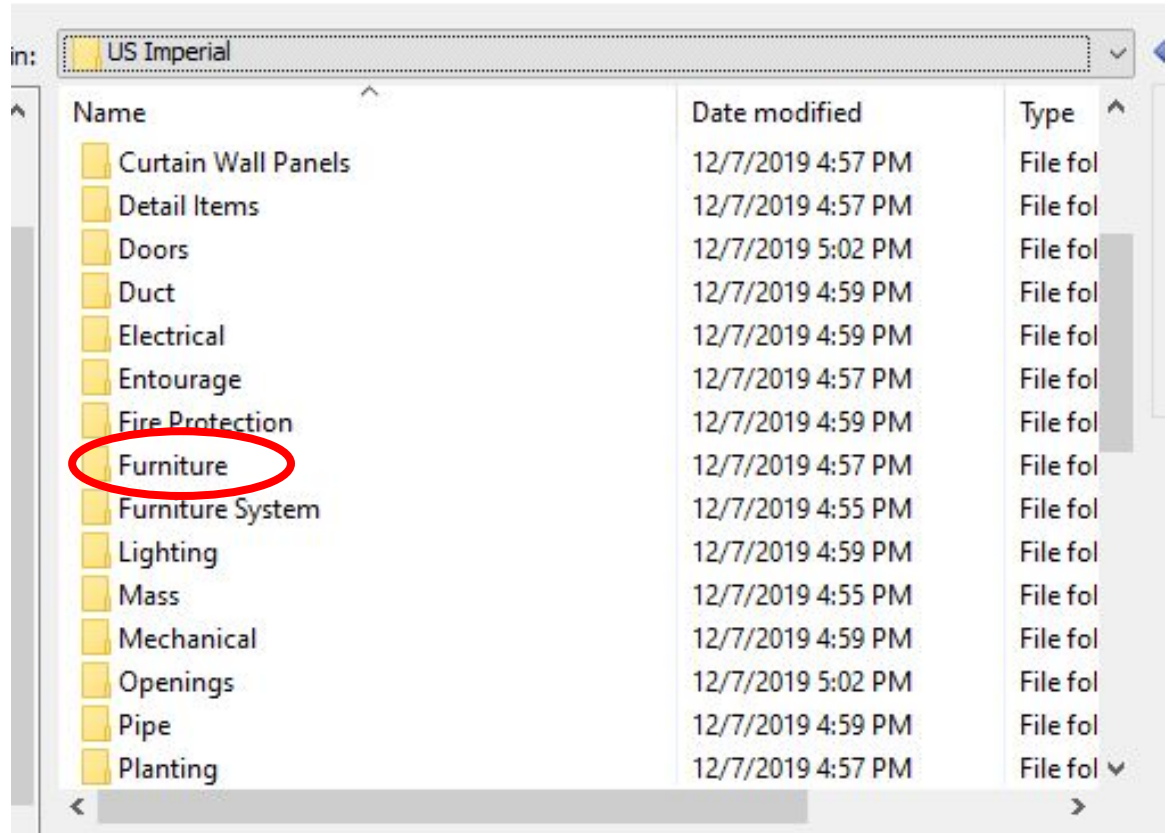 in: US Imperial
Name Date modified Type
Curtain Wall Panels 12/7/2019 4:57 PM File fol
Detail Items 12/7/2019 4:57 PM File fol
Doors 12/7/2019 5:02 PM File fol
Duct 12/7/2019 4:59 PM File fol
Electrical 12/7/2019 4:59 PM File fol
Entourage 12/7/2019 4:57 PM File fol
Fire Protection 12/7/2019 4:59 PM File fol
Furniture 12/7/2019 4:57 PM File fol
Furniture System 12/7/2019 4:55 PM File fol
Lighting 12/7/2019 4:59 PM File fol
Mass 12/7/2019 4:55 PM File fol
Mechanical 12/7/2019 4:59 PM File fol
Openings 12/7/2019 5:02 PM File fol
Pipe 12/7/2019 4:59 PM File fol
Planting 12/7/2019 4:57 PM File fol